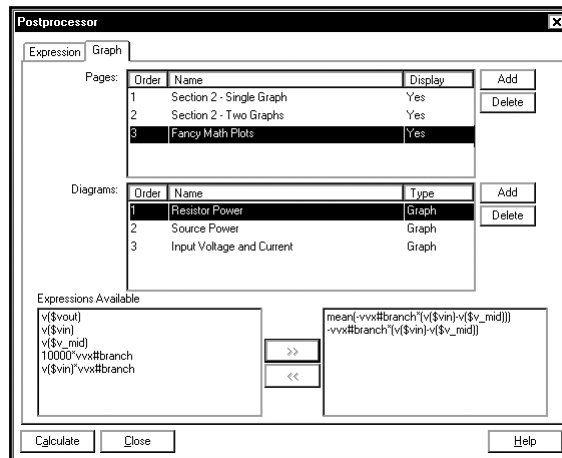 Postprocessor
Expression Graph
Pages:
Order Name Display
1 Section 2 - Single Graph Yes
2 Section 2 - Two Graphs Yes
3 Fancy Math Plots Yes
Add
Delete
Diagrams:
Order Name Type
1 Resistor Power Graph
2 Source Power Graph
3 Input Voltage and Current Graph
Add
Delete
Expressions Available
v($vout)
v($vin)
v($v_mid)
10000*vvx#branch
v($vin)*vvx#branch
>>
<<
mean(-vvx#branch*(v($vin)-v($v_mid)))
-vvx#branch*(v($vin)-v($v_mid))
Calculate Close Help